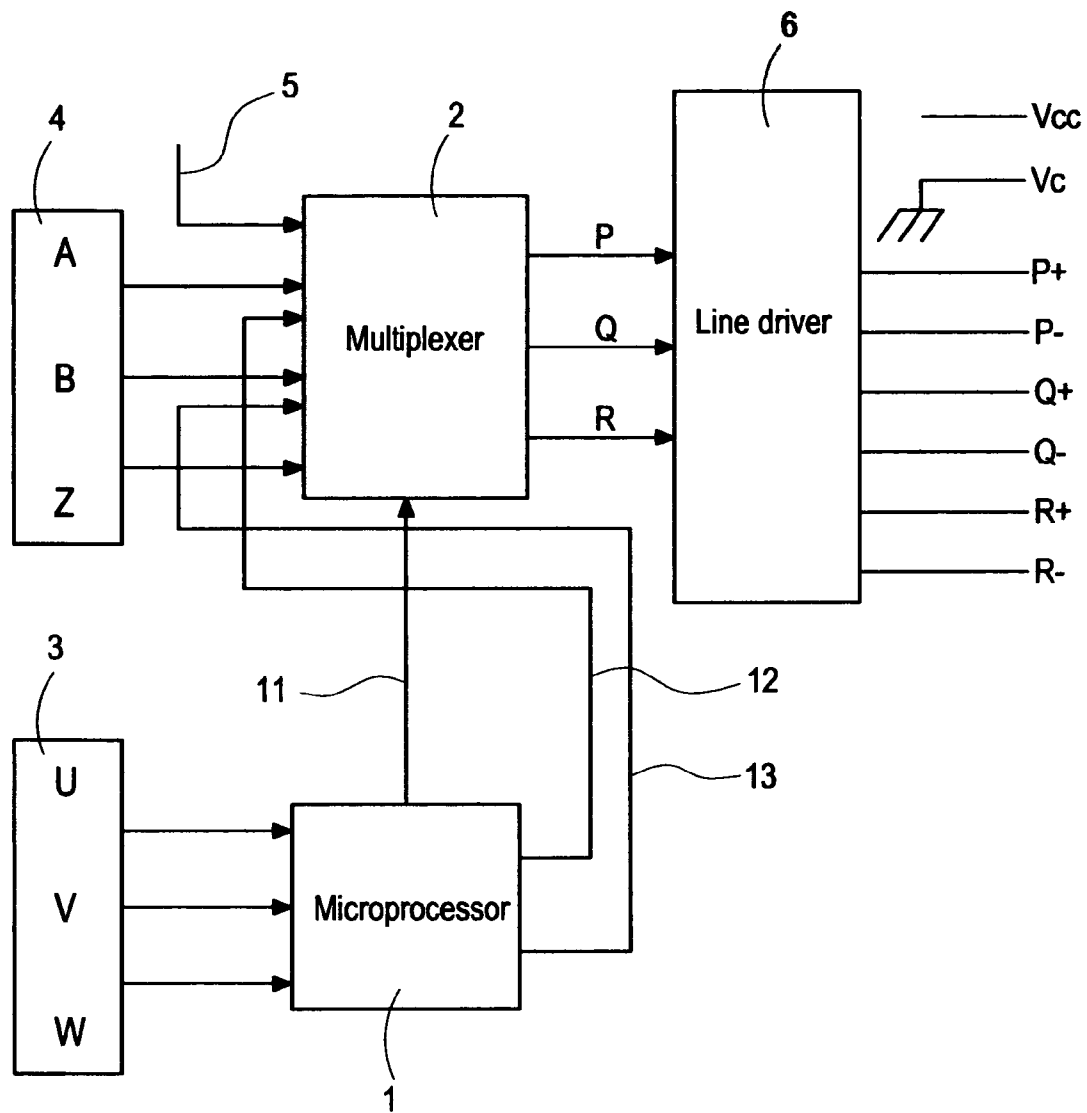 6
5
Vcc
4
2
Vc
A
P
P+
Multiplexer
Q
Line driver
P-
B
Q+
R
Q-
Z
R+
R-
3
11
12
U
13
V
Microprocessor
W
1